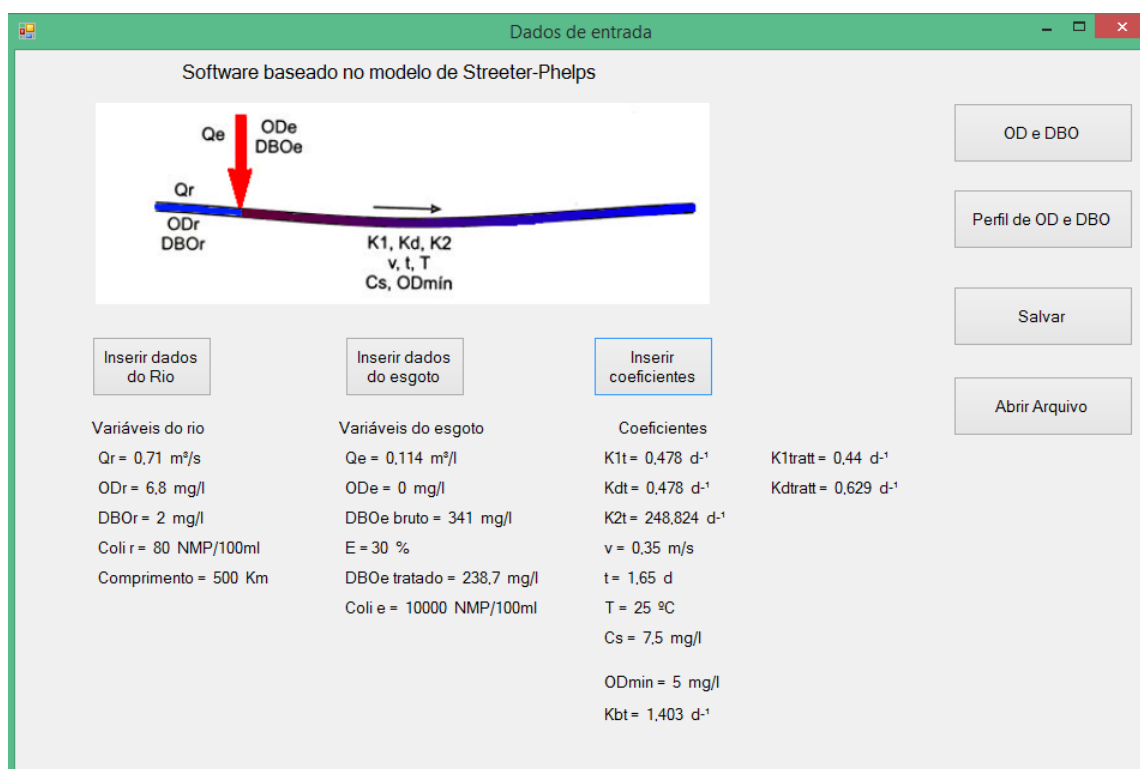 Dados de entrada
Software baseado no modelo de Streeter-Phelps
Qe
ODe
DBOe
Qr
ODr
DBOr
K1, Kd, K2
v, t, T
Cs, ODmín
OD e DBO
Perfil de OD e DBO
Salvar
Abrir Arquivo
Inserir dados
do Rio
Inserir dados
do esgoto
Inserir
coeficientes
Variáveis do rio
Qr = 0,71 m³/s
ODr = 6,8 mg/l
DBOr = 2 mg/l
Coli r = 80 NMP/100ml
Comprimento = 500 Km
Variáveis do esgoto
Qe = 0,114 m³/l
ODe = 0 mg/l
DBOe bruto = 341 mg/l
E = 30 %
DBOe tratado = 238,7 mg/l
Coli e = 10000 NMP/100ml
Coeficientes
K1t = 0,478 d-¹
Kdt = 0,478 d-¹
K2t = 248,824 d-¹
v = 0,35 m/s
t = 1,65 d
T = 25 ºC
Cs = 7,5 mg/l
ODmin = 5 mg/l
Kbt = 1,403 d-¹
K1tratt = 0,44 d-¹
Kdtratt = 0,629 d-¹